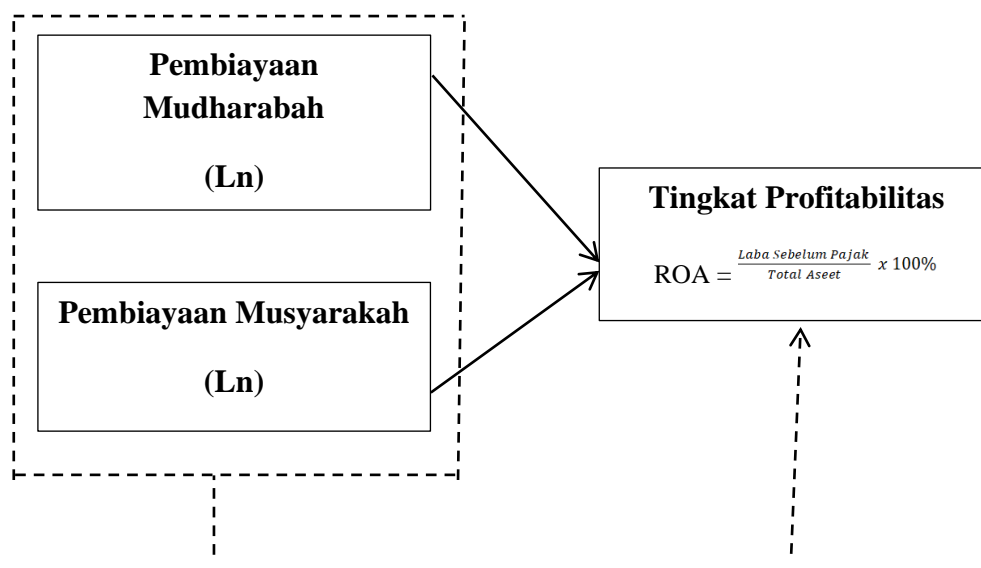 Pembiayaan
Mudharabah
(Ln)
Pembiayaan Musyarakah
(Ln)
Tingkat Profitabilitas
ROA = Laba Sebelum Pajak / Total Aseet x 100%